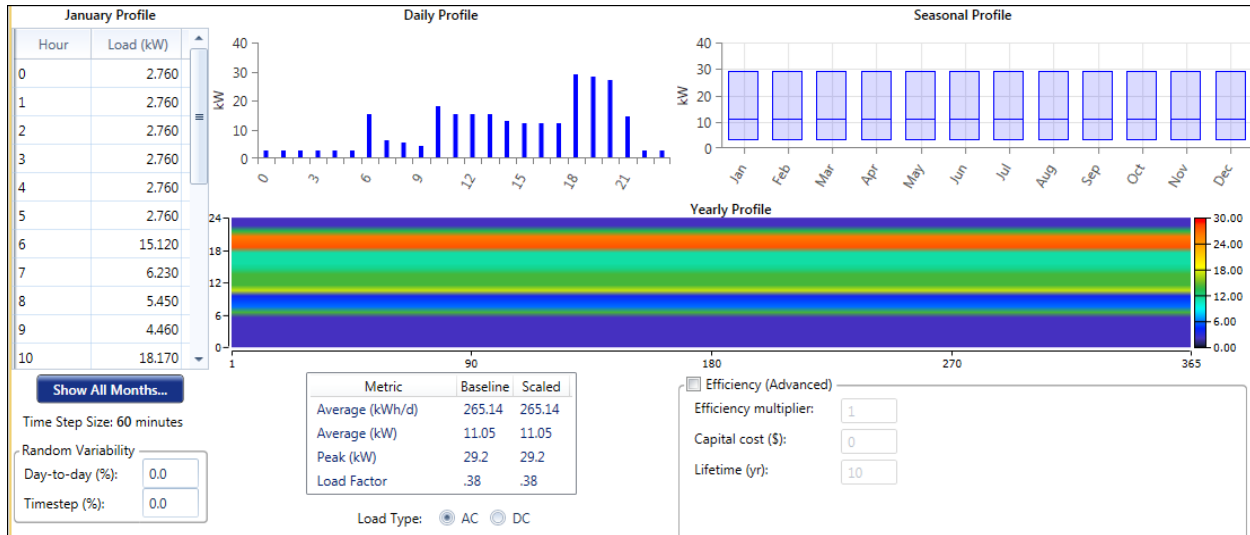 January Profile
Hour Load (kW)
0 2.760
1 2.760
2 2.760
3 2.760
4 2.760
5 2.760
6 15.120
7 6.230
8 5.450
9 4.460
10 18.170
Show All Months...
Time Step Size: 60 minutes
Random Variability
Day-to-day (%): 0.0
Timestep (%): 0.0
Daily Profile
kW
40
30
20
10
0
0 3 6 9 12 15 18 21
Seasonal Profile
kW
40
30
20
10
0
Jan Feb Mar Apr May Jun Jul Aug Sep Oct Nov Dec
Yearly Profile
24
18
12
6
0
1 90 180 270 365
30.00
24.00
18.00
12.00
6.00
0.00
Metric Baseline Scaled
Average (kWh/d) 265.14 265.14
Average (kW) 11.05 11.05
Peak (kW) 29.2 29.2
Load Factor .38 .38
Load Type: AC DC
Efficiency (Advanced)
Efficiency multiplier: 1
Capital cost ($): 0
Lifetime (yr): 10